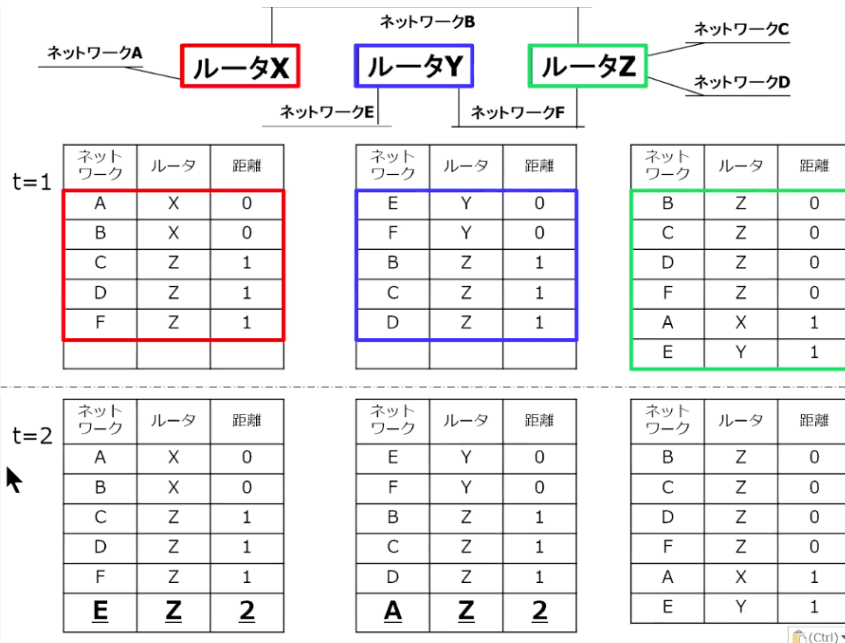 ネットワークB
ネットワークC
ネットワークA
ルータX
ルータY
ルータZ
ネットワークD
ネットワークE
ネットワークF
t=1
ネット
ワーク
ルータ
距離
A X 0
B X 0
C Z 1
D Z 1
F Z 1
ネット
ワーク
ルータ
距離
E Y 0
F Y 0
B Z 1
C Z 1
D Z 1
ネット
ワーク
ルータ
距離
B Z 0
C Z 0
D Z 0
F Z 0
A X 1
E Y 1
t=2
ネット
ワーク
ルータ
距離
A X 0
B X 0
C Z 1
D Z 1
F Z 1
E Z 2
ネット
ワーク
ルータ
距離
E Y 0
F Y 0
B Z 1
C Z 1
D Z 1
A Z 2
ネット
ワーク
ルータ
距離
B Z 0
C Z 0
D Z 0
F Z 0
A X 1
E Y 1
(Ctrl)